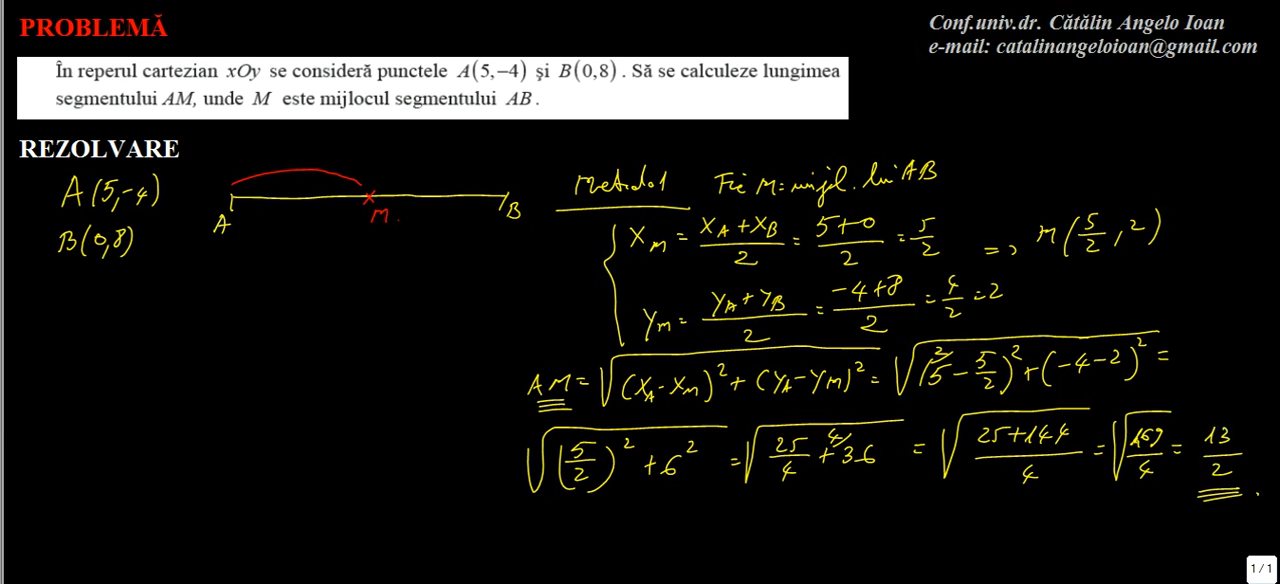 PROBLEMĂ
Conf.univ.dr. Cătălin Angelo Ioan
e-mail: catalinangeloioan@gmail.com
În reperul cartezian xOy se consideră punctele A(5,−4) şi B(0,8). Să se calculeze lungimea
segmentului AM, unde M este mijlocul segmentului AB.
REZOLVARE
A(5,-4)
B(0,8)
A M. B
Metoda 1 Fie M = mijl. lui AB
X_M = (X_A + X_B)/2 = (5+0)/2 = 5/2
=> M(5/2, 2)
Y_M = (Y_A + Y_B)/2 = (-4+8)/2 = 4/2 = 2
AM = √((X_A - X_M)² + (Y_A - Y_M)²) = √((²⁾5 - 5/2)² + (-4-2)²) =
√((5/2)² + 6²) = √(25/4 + ⁴⁾36) = √((25+144)/4) = √(169/4) = 13/2.
1 / 1